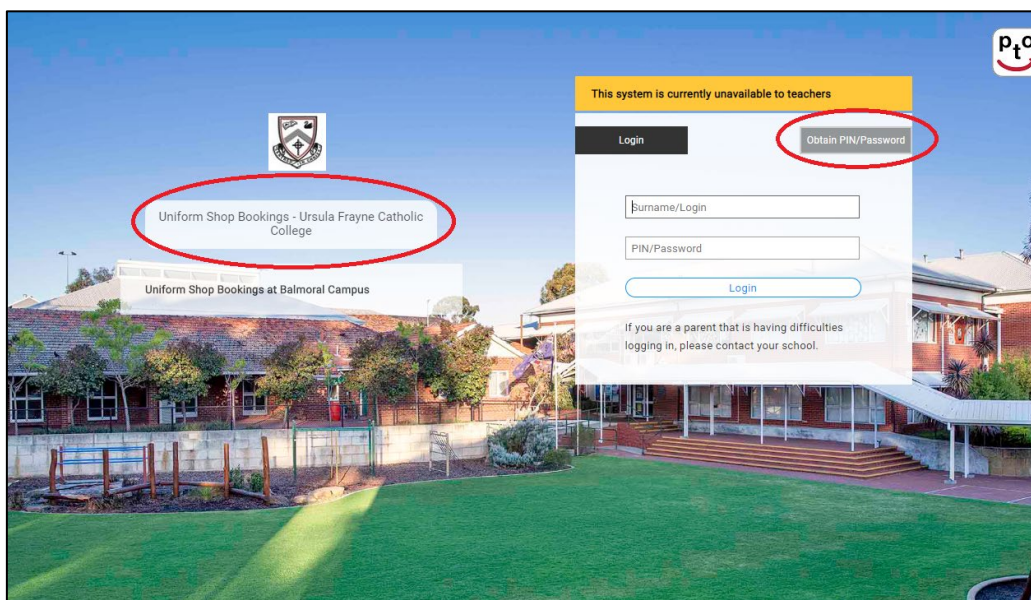 pto
This system is currently unavailable to teachers
Login
Obtain PIN/Password
Uniform Shop Bookings - Ursula Frayne Catholic
College
Surname/Login
PIN/Password
Uniform Shop Bookings at Balmoral Campus
Login
If you are a parent that is having difficulties
logging in, please contact your school.